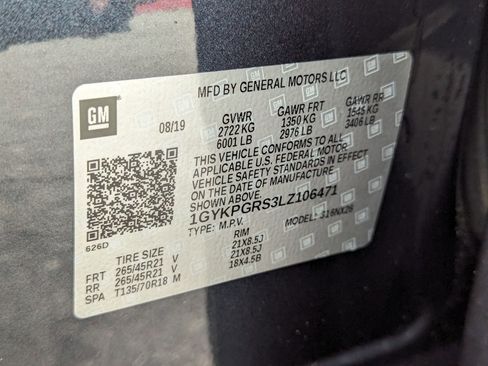 MFD BY GENERAL MOTORS LLC
GM
08/19
GVWR GAWR FRT GAWR RR
2722 KG 1350 KG 1545 KG
6001 LB 2976 LB 3406 LB
THIS VEHICLE CONFORMS TO ALL
APPLICABLE U.S. FEDERAL MOTOR
VEHICLE SAFETY STANDARDS IN EFFECT
ON THE DATE OF MANUFACTURE
SHOWN ABOVE.
1GYKPGRS3LZ106471
TYPE: M.P.V. MODEL: 316NX26
626D
TIRE SIZE RIM
FRT 265/45R21 V 21X8.5J
RR 265/45R21 V 21X8.5J
SPA T135/70R18 M 18X4.5B